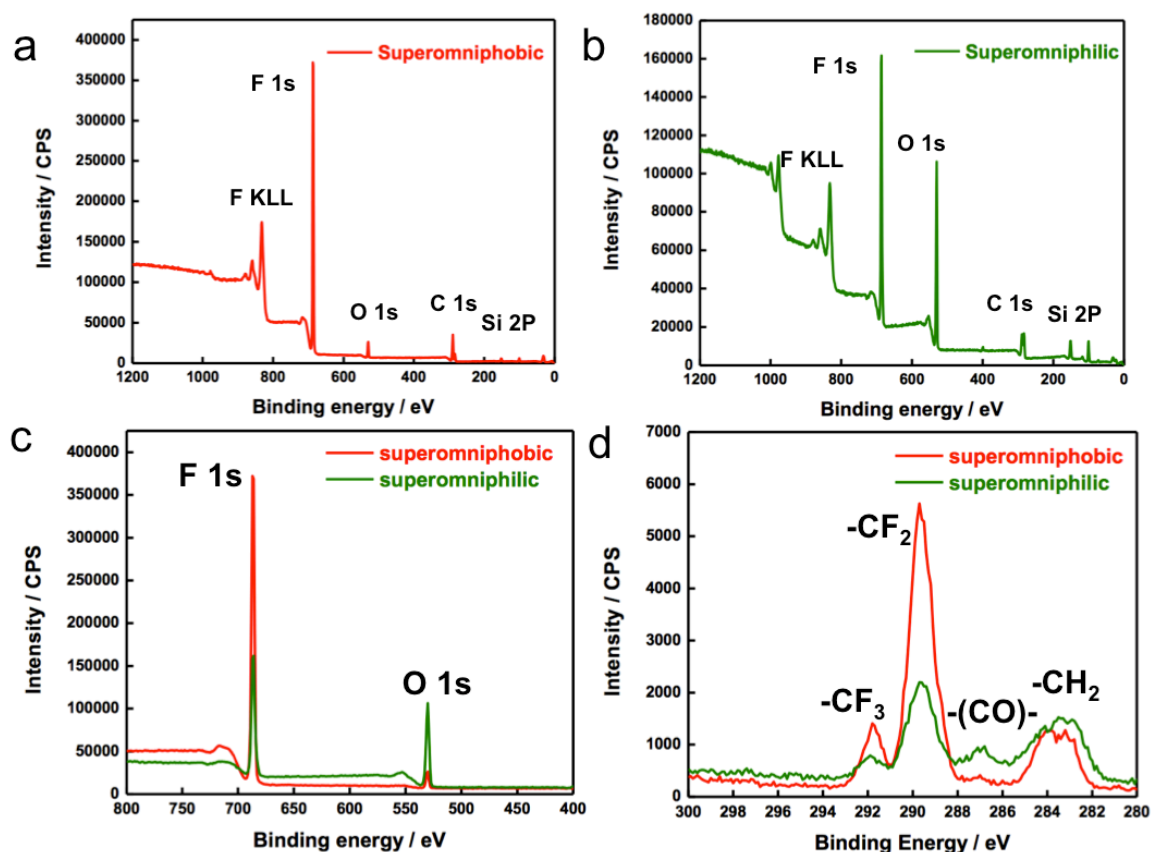 a
Superomniphobic
400000
350000
300000
250000
200000
150000
100000
50000
0
Intensity / CPS
F 1s
F KLL
O 1s
C 1s
Si 2P
1200 1000 800 600 400 200 0
Binding energy / eV
b
Superomniphilic
180000
160000
140000
120000
100000
80000
60000
40000
20000
0
Intensity / CPS
F 1s
O 1s
F KLL
C 1s
Si 2P
1200 1000 800 600 400 200 0
Binding energy / eV
c
superomniphobic
superomniphilic
400000
350000
300000
250000
200000
150000
100000
50000
0
Intensity / CPS
F 1s
O 1s
800 750 700 650 600 550 500 450 400
Binding energy / eV
d
superomniphobic
superomniphilic
7000
6000
5000
4000
3000
2000
1000
0
Intensity / CPS
-CF2
-CF3
-(CO)-
-CH2
300 298 296 294 292 290 288 286 284 282 280
Binding Energy / eV